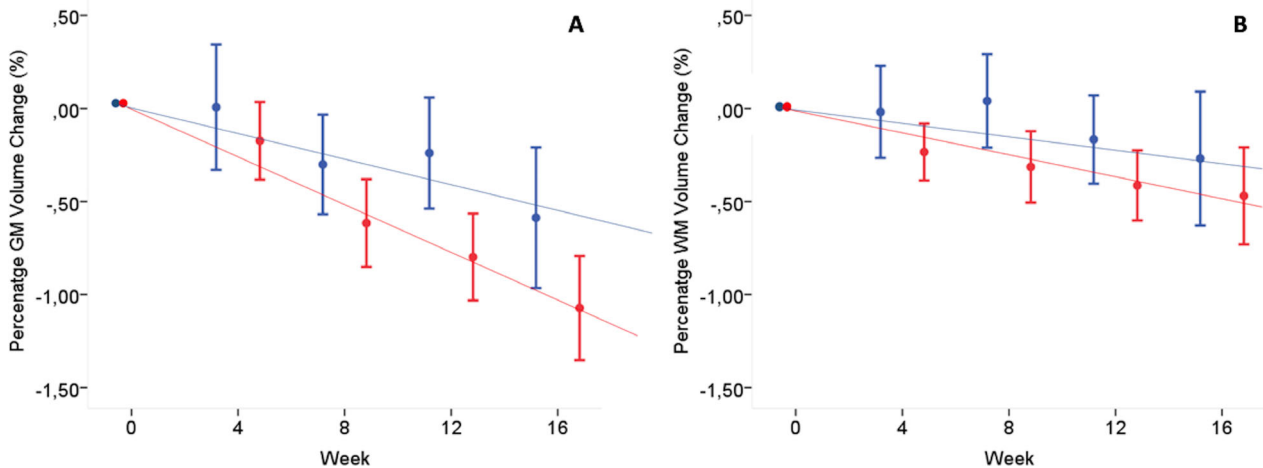 A
Percenatge GM Volume Change (%)
,50
,00
-,50
-1,00
-1,50
0 4 8 12 16
Week
B
Percenatge WM Volume Change (%)
,50
,00
-,50
-1,00
-1,50
0 4 8 12 16
Week